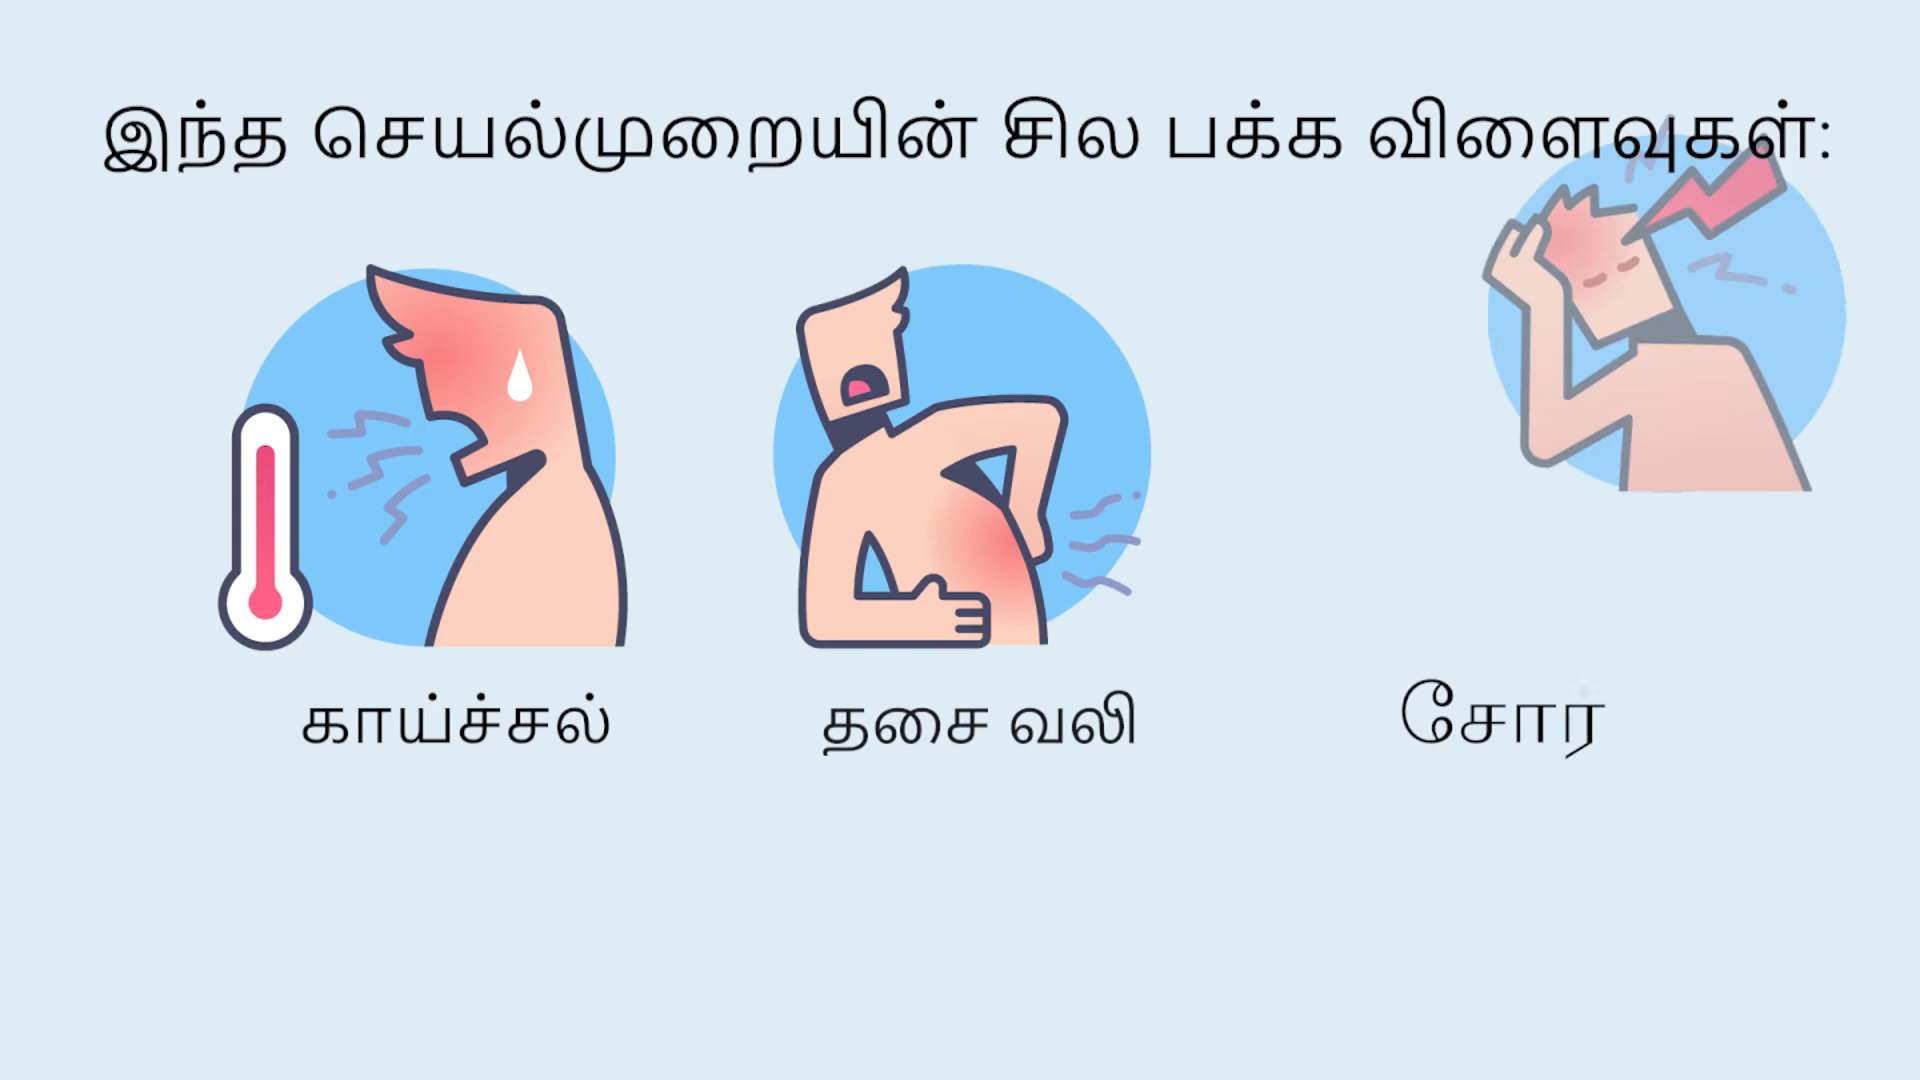 இந்த செயல்முறையின் சில பக்க விளைவுகள்:
காய்ச்சல்
தசை வலி
சோர்